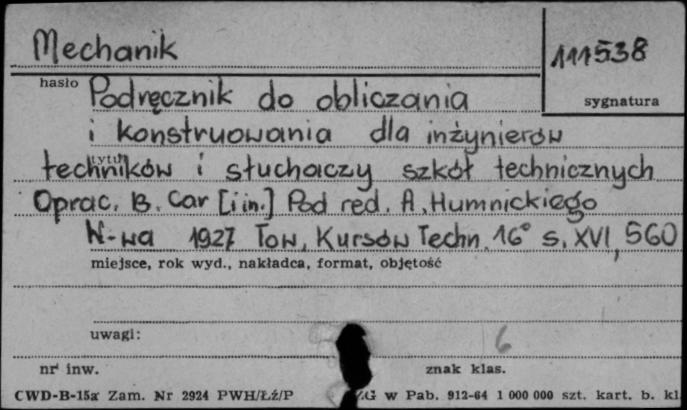 Mechanik
111538
hasło
sygnatura
Podręcznik do obliczania
i konstruowania dla inżynierów
tytuł
techników i słuchaczy szkół technicznych
Oprac. B. Car [i in.] Pod red. A. Humnickiego
W-wa 1927 Tow. Kursów Techn. 16° s. XVI, 560
miejsce, rok wyd., nakładca, format, objętość
uwagi:
6
nr inw.
znak klas.
CWD-B-15a Zam. Nr 2924 PWH/Łź/P
w Pab. 912-64 1 000 000 szt. kart. b. kl.